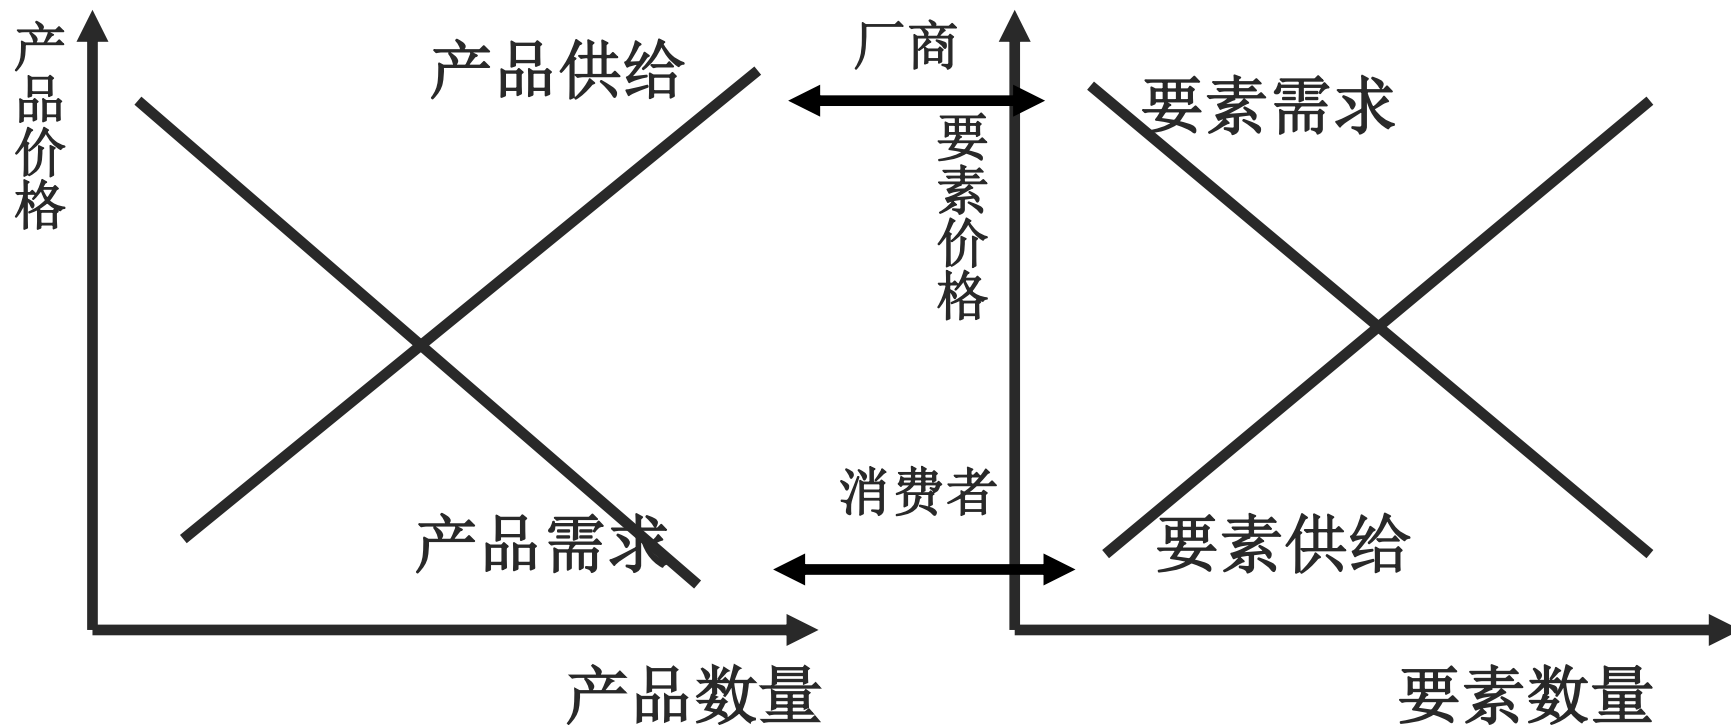 产品价格
产品供给
厂商
要素价格
要素需求
产品需求
消费者
要素供给
产品数量
要素数量